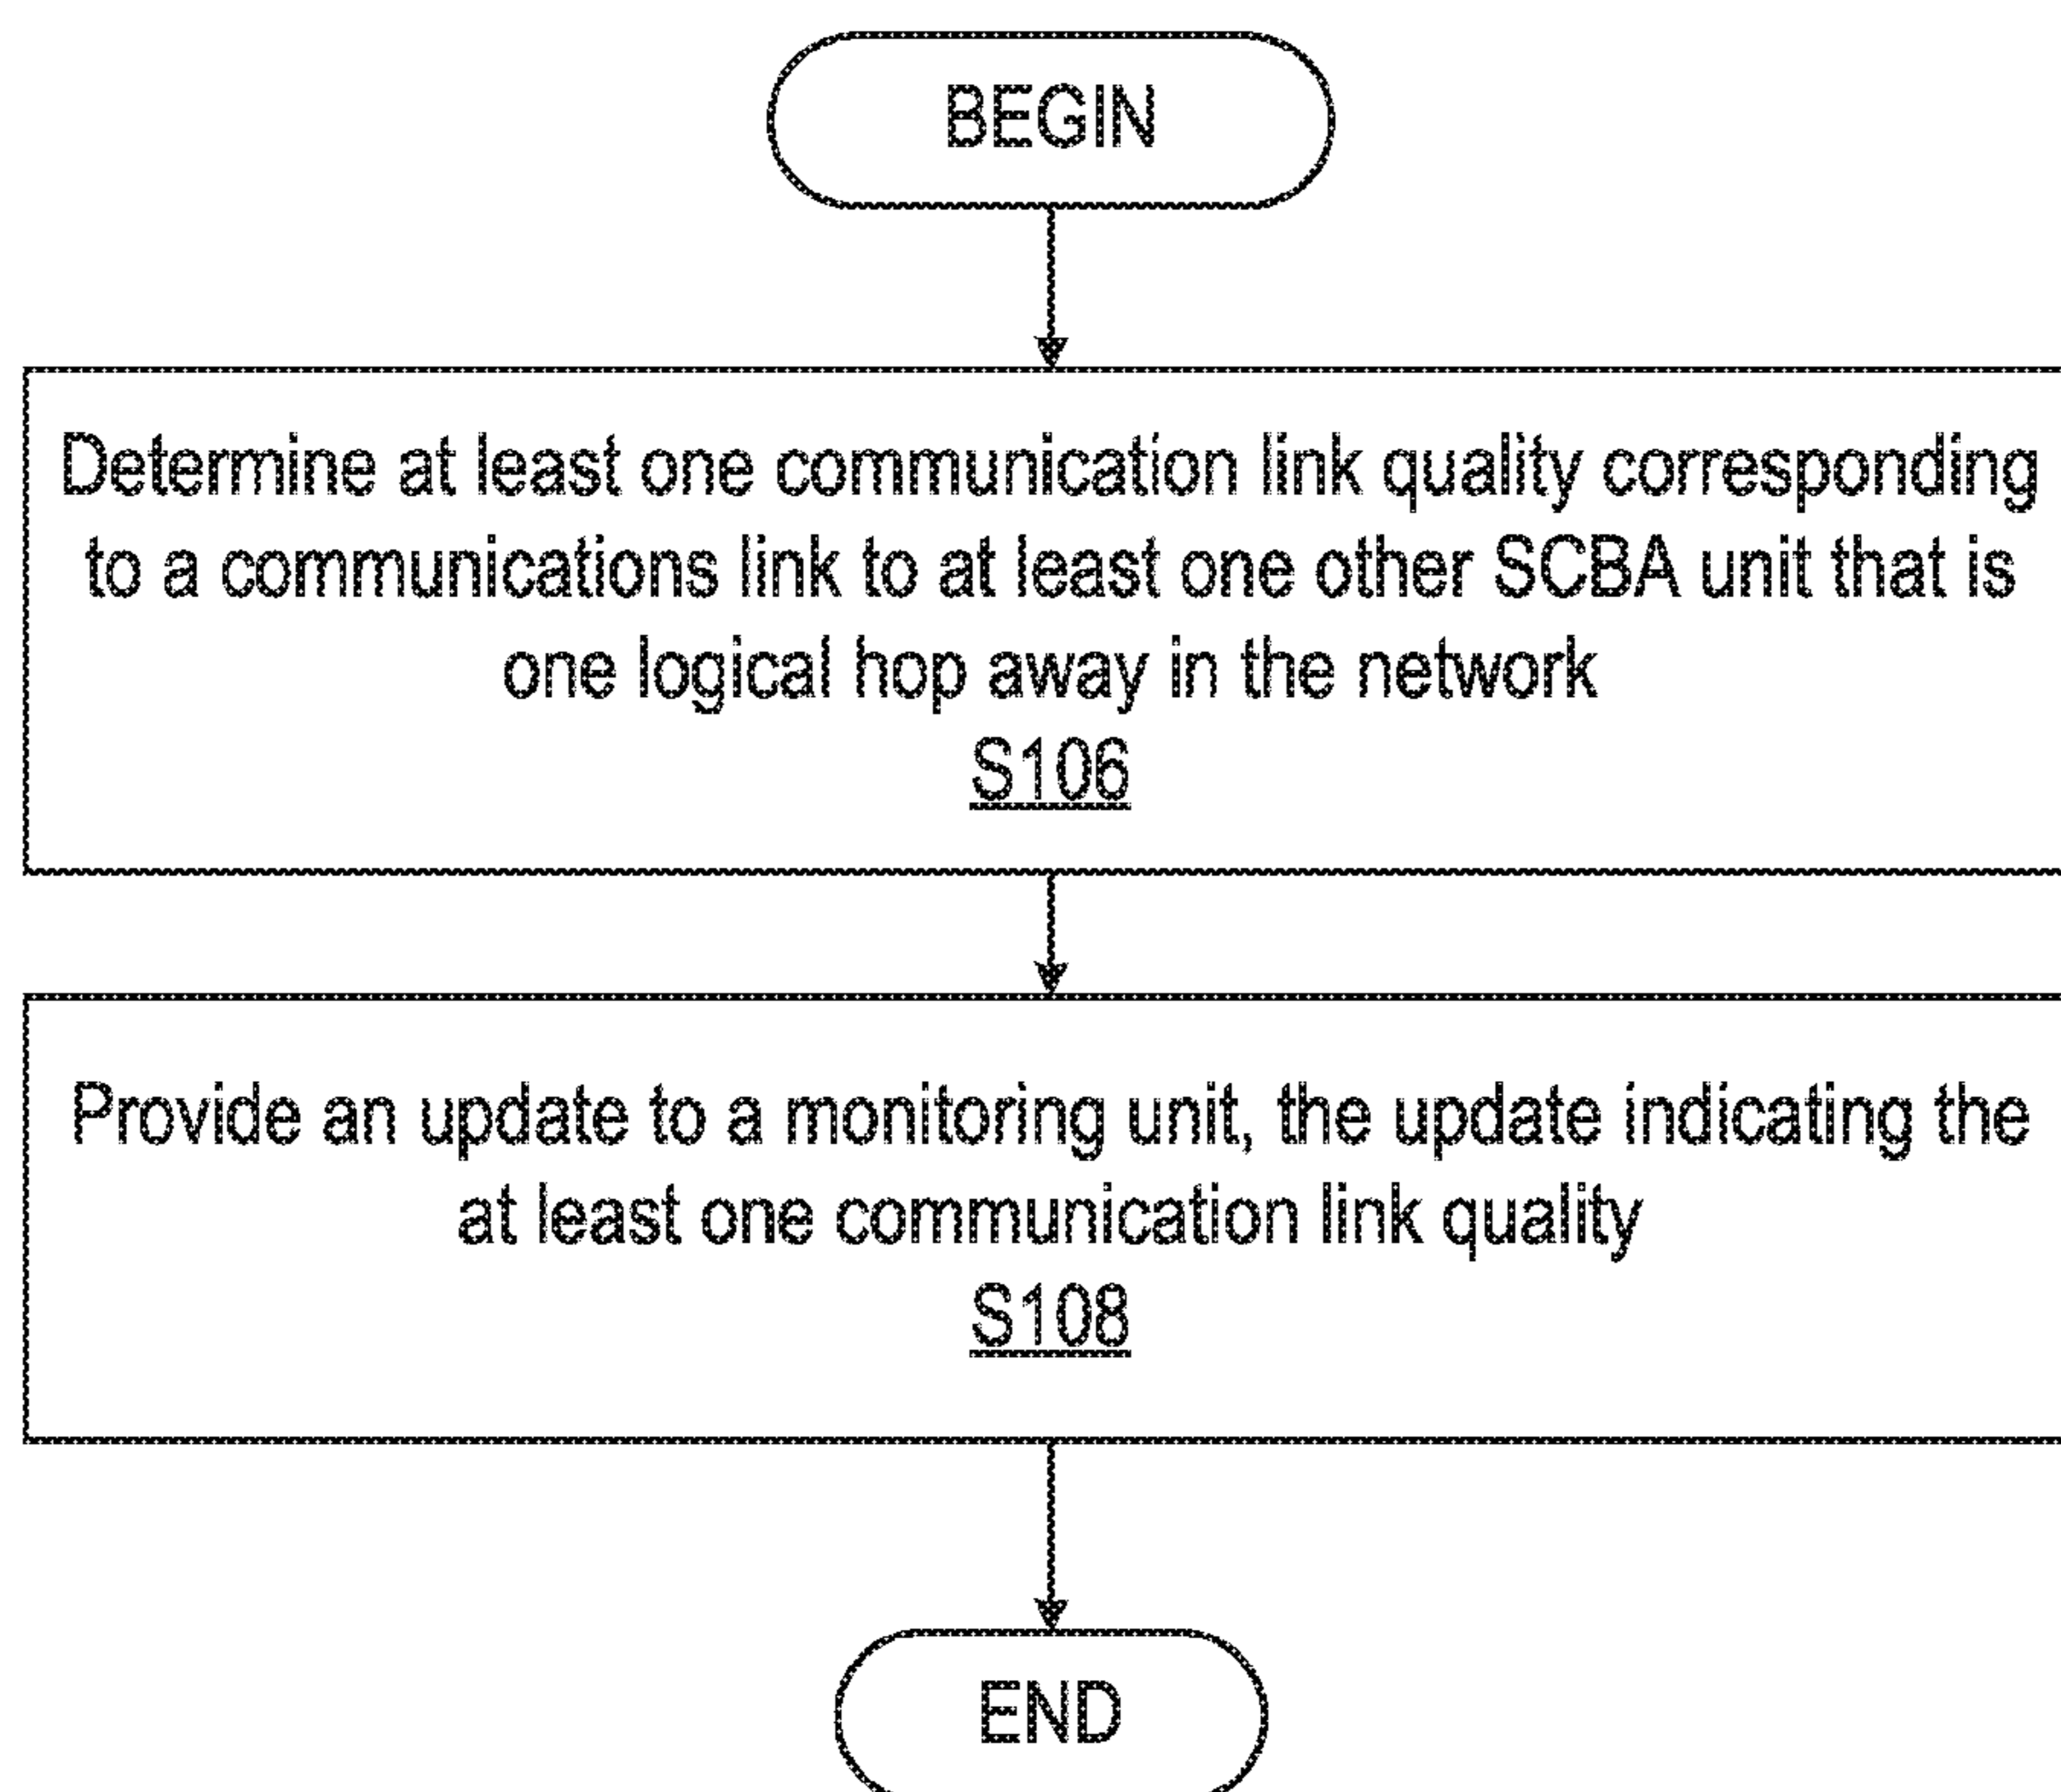 BEGIN
Determine at least one communication link quality corresponding
to a communications link to at least one other SCBA unit that is
one logical hop away in the network
S106
Provide an update to a monitoring unit, the update indicating the
at least one communication link quality
S108
END